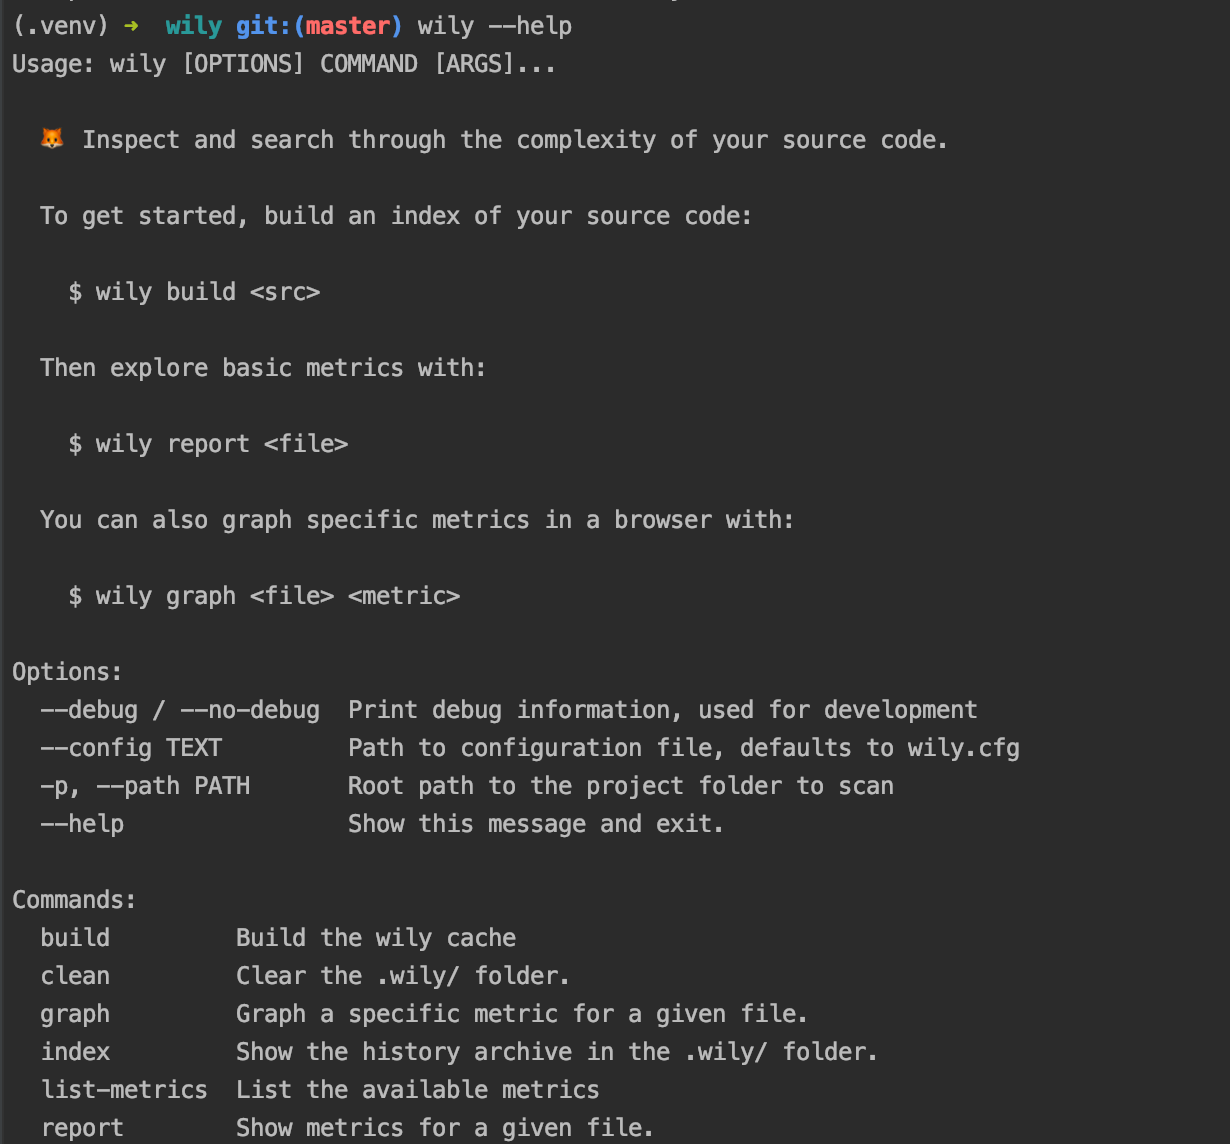 (.venv) ➜  wily git:(master) wily --help
Usage: wily [OPTIONS] COMMAND [ARGS]...

  🦊 Inspect and search through the complexity of your source code.

  To get started, build an index of your source code:

    $ wily build <src>

  Then explore basic metrics with:

    $ wily report <file>

  You can also graph specific metrics in a browser with:

    $ wily graph <file> <metric>

Options:
  --debug / --no-debug  Print debug information, used for development
  --config TEXT         Path to configuration file, defaults to wily.cfg
  -p, --path PATH       Root path to the project folder to scan
  --help                Show this message and exit.

Commands:
  build         Build the wily cache
  clean         Clear the .wily/ folder.
  graph         Graph a specific metric for a given file.
  index         Show the history archive in the .wily/ folder.
  list-metrics  List the available metrics
  report        Show metrics for a given file.